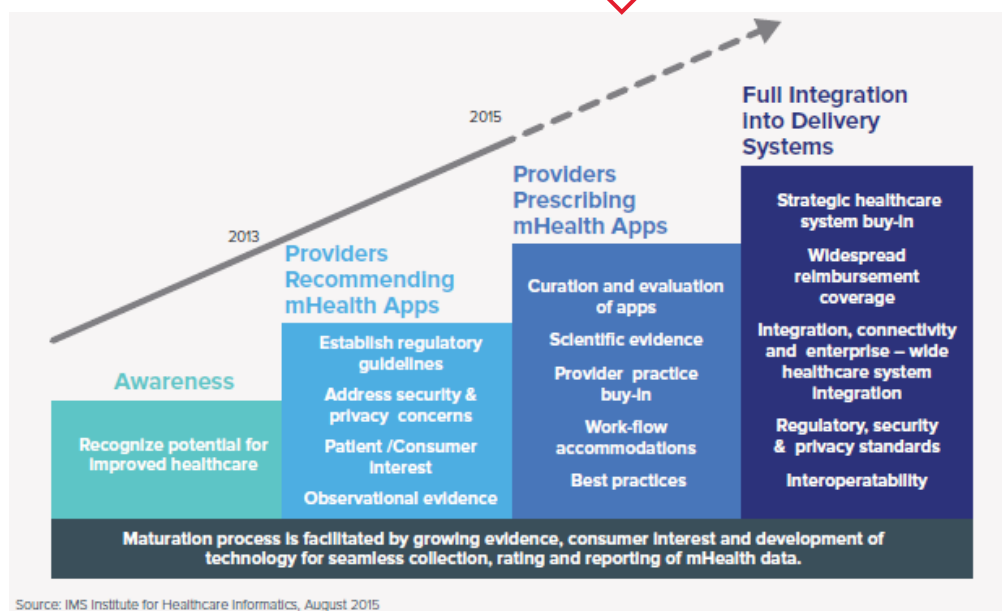 2013
2015
Awareness
Recognize potential for
improved healthcare
Providers
Recommending
mHealth Apps
Establish regulatory
guidelines
Address security &
privacy concerns
Patient /Consumer
Interest
Observational evidence
Providers
Prescribing
mHealth Apps
Curation and evaluation
of apps
Scientific evidence
Provider practice
buy-in
Work-flow
accommodations
Best practices
Full Integration
Into Delivery
Systems
Strategic healthcare
system buy-in
Widespread
reimbursement
coverage
Integration, connectivity
and enterprise – wide
healthcare system
Integration
Regulatory, security
& privacy standards
Interoperatability
Maturation process is facilitated by growing evidence, consumer interest and development of
technology for seamless collection, rating and reporting of mHealth data.
Source: IMS Institute for Healthcare Informatics, August 2015